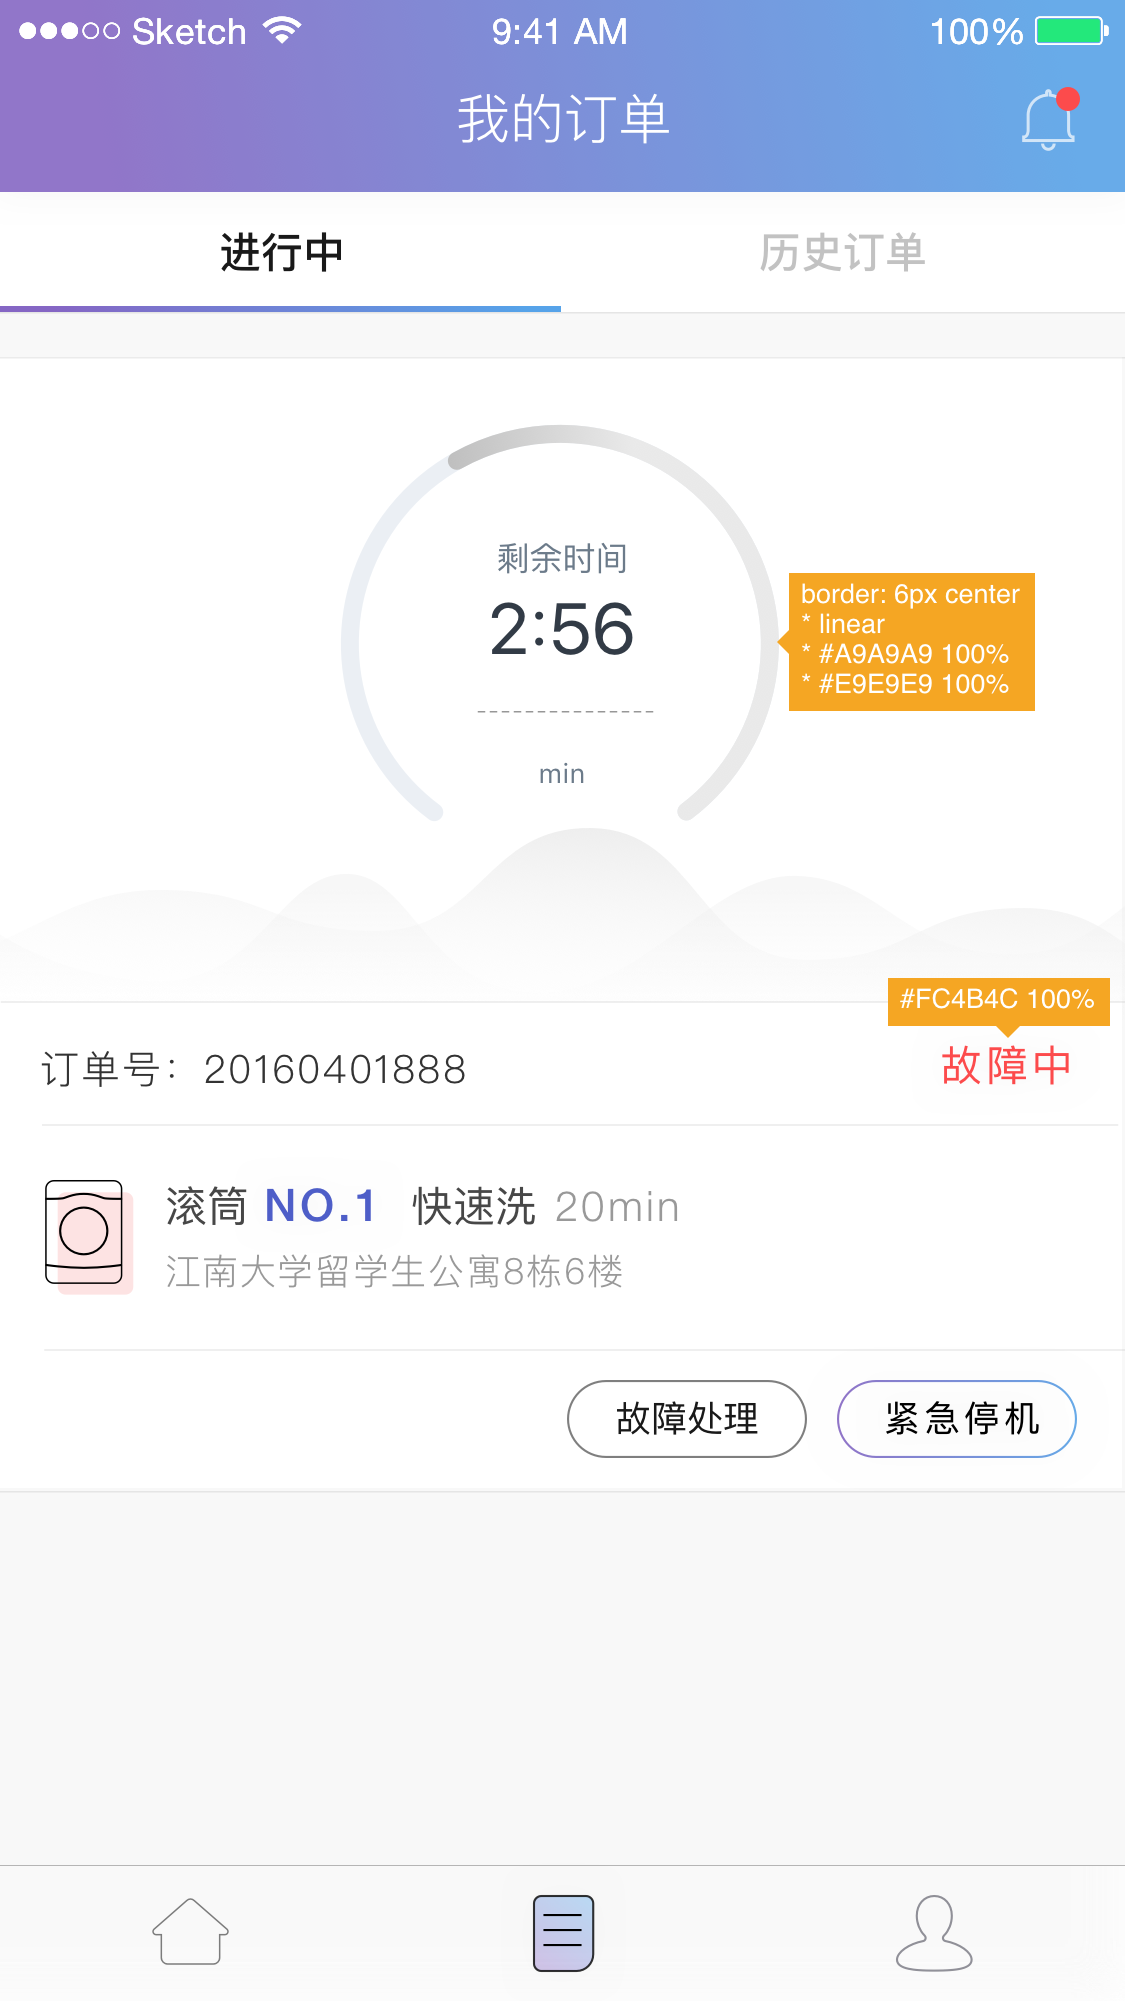 Sketch 9:41 AM 100%
我的订单
进行中 历史订单
剩余时间
2:56
min
border: 6px center
* linear
* #A9A9A9 100%
* #E9E9E9 100%
#FC4B4C 100%
订单号：20160401888 故障中
滚筒 NO.1 快速洗 20min
江南大学留学生公寓8栋6楼
故障处理 紧急停机